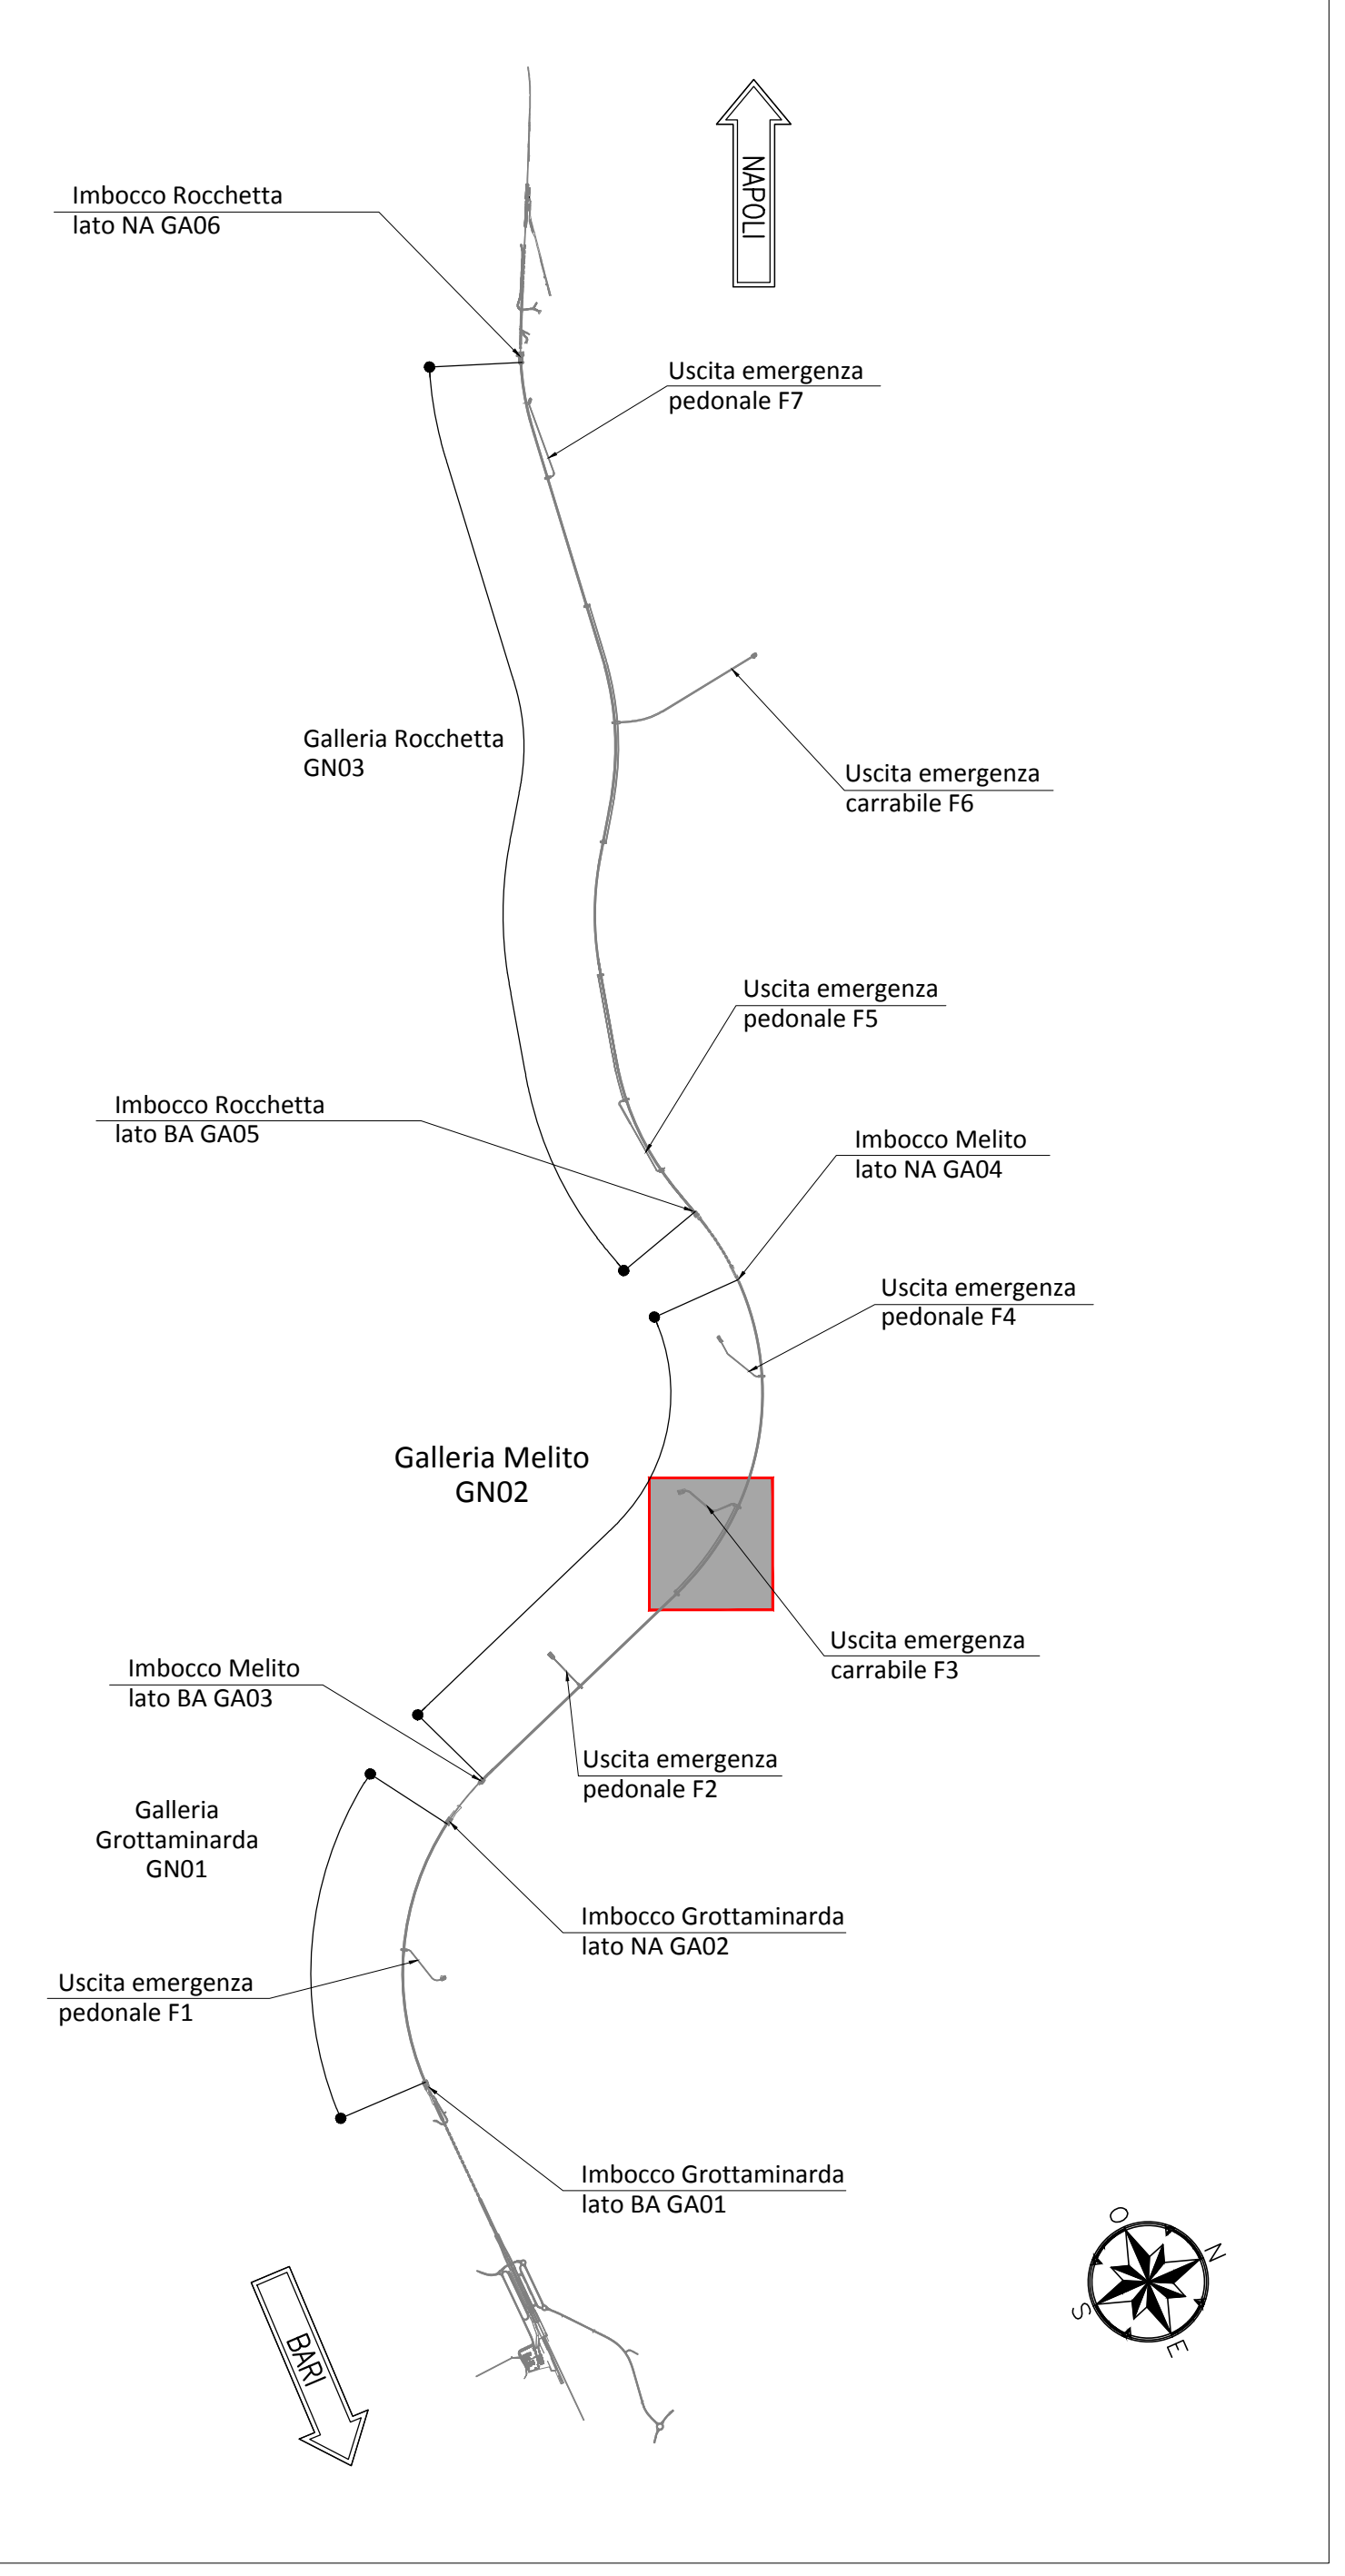 NAPOLI
Imbocco Rocchetta
lato NA GA06
Uscita emergenza
pedonale F7
Galleria Rocchetta
GN03
Uscita emergenza
carrabile F6
Uscita emergenza
pedonale F5
Imbocco Rocchetta
lato BA GA05
Imbocco Melito
lato NA GA04
Uscita emergenza
pedonale F4
Galleria Melito
GN02
Uscita emergenza
carrabile F3
Imbocco Melito
lato BA GA03
Uscita emergenza
pedonale F2
Galleria
Grottaminarda
GN01
Imbocco Grottaminarda
lato NA GA02
Uscita emergenza
pedonale F1
Imbocco Grottaminarda
lato BA GA01
O
N
S
E
BARI